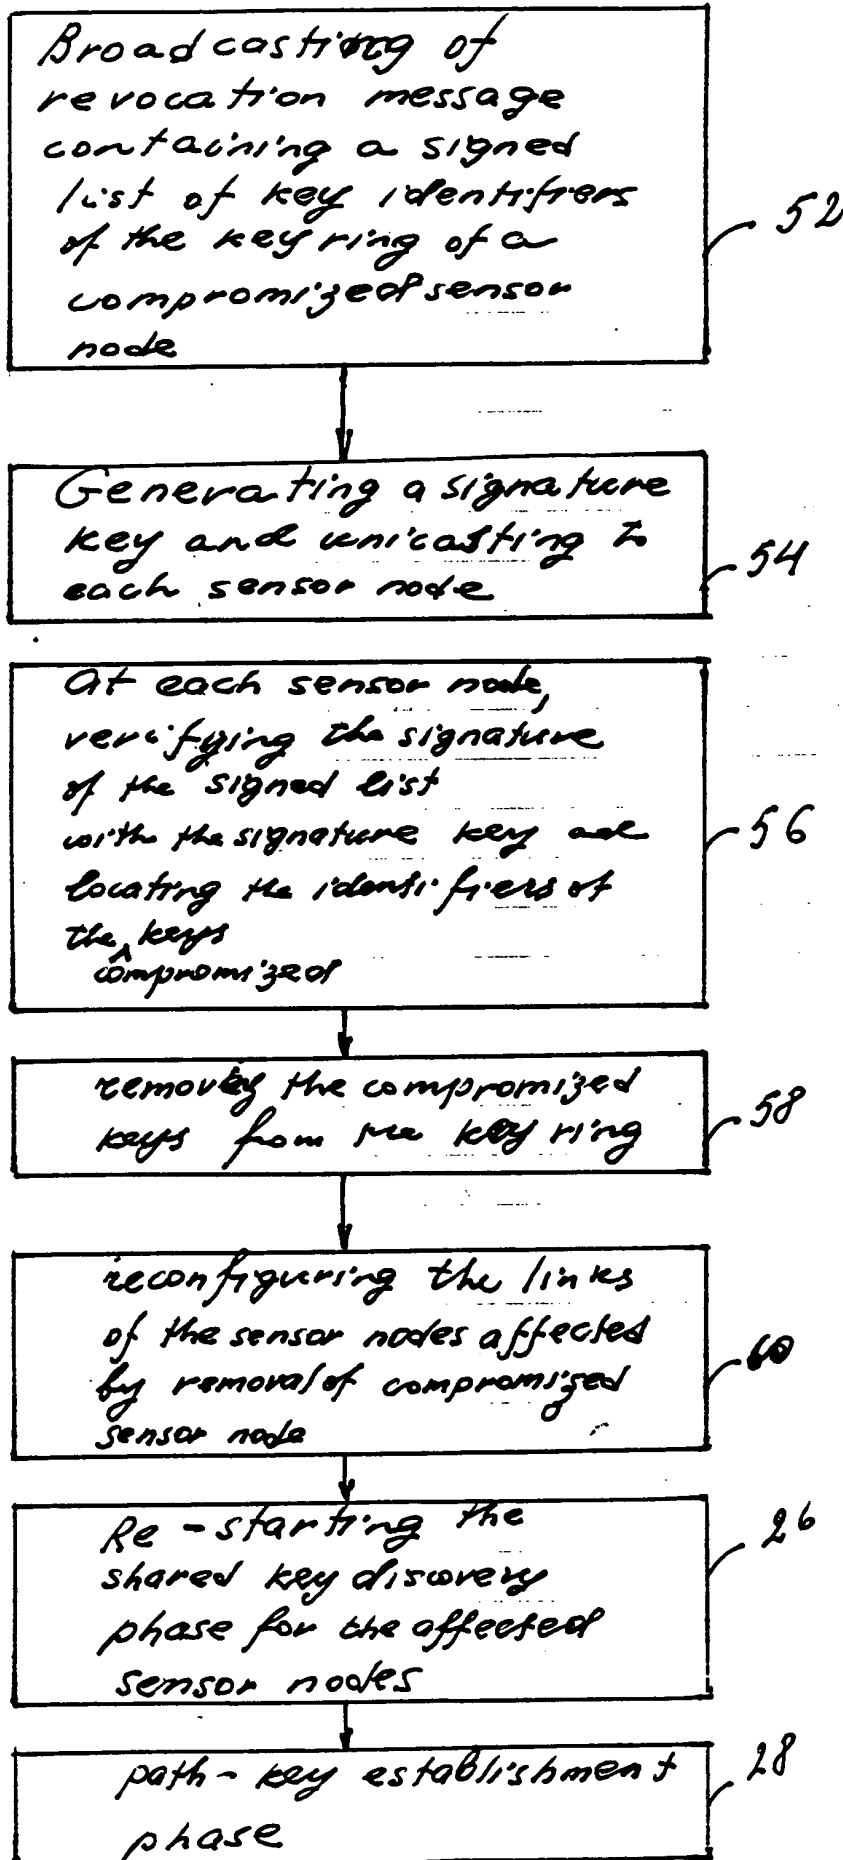 Broadcasting of
revocation message
containing a signed
list of key identifiers
of the key ring of a
compromized sensor
node
52
Generating a signature
key and unicasting to
each sensor node
54
At each sensor node,
verifying the signature
of the signed list
with the signature key and
locating the identifiers of
the keys
compromized
56
removing the compromized
keys from the key ring
58
reconfiguring the links
of the sensor nodes affected
by removal of compromized
sensor node
60
Re-starting the
shared key discovery
phase for the affected
sensor nodes
26
path-key establishment
phase
28